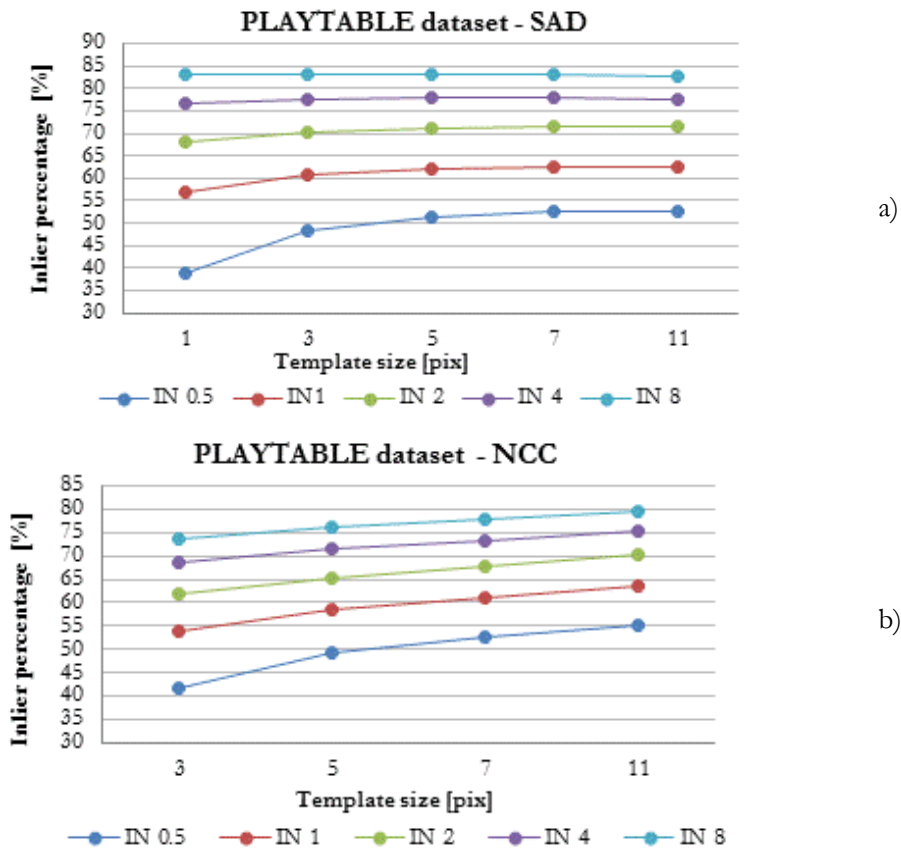 PLAYTABLE dataset - SAD
Inlier percentage [%]
90
85
80
75
70
65
60
55
50
45
40
35
30
1 3 5 7 11
Template size [pix]
IN 0.5 IN1 IN 2 IN 4 IN 8
a)
PLAYTABLE dataset - NCC
Inlier percentage [%]
85
80
75
70
65
60
55
50
45
40
35
30
3 5 7 11
Template size [pix]
IN 0.5 IN 1 IN 2 IN 4 IN 8
b)